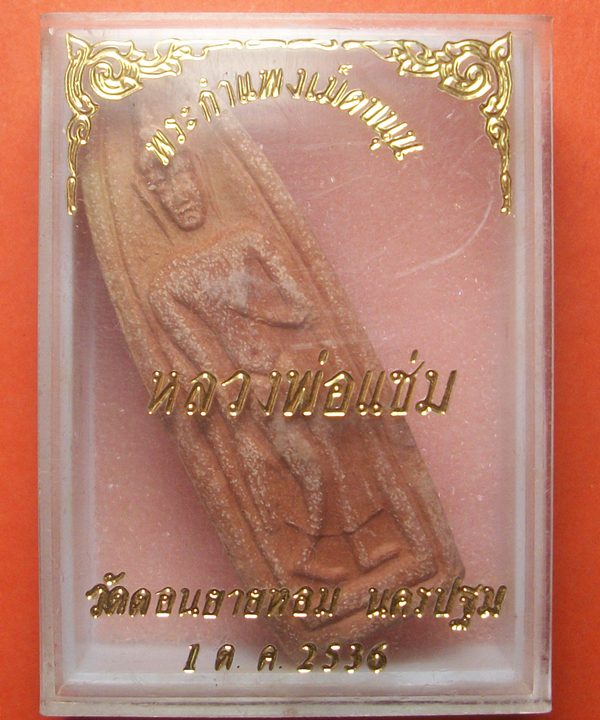 พระกำแพงเม็ดขนุน
หลวงพ่อแช่ม
วัดดอนยายหอม นครปฐม
1 ต. ค. 2536